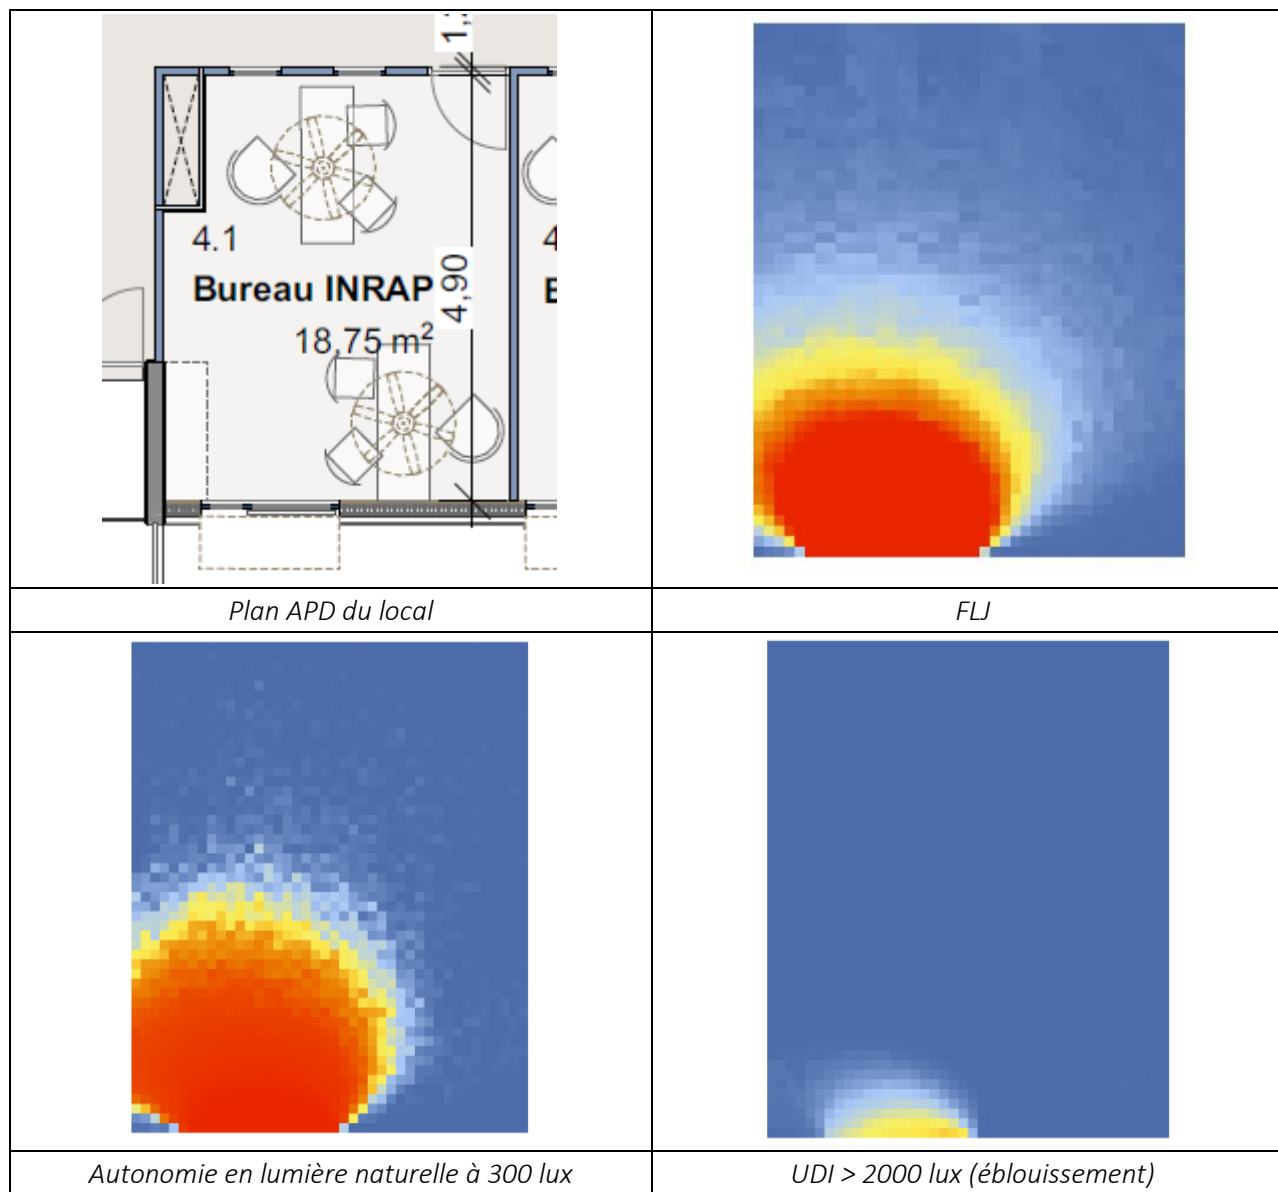 4.1
Bureau INRAP
18,75 m²
4,90
4
Plan APD du local
FLJ
Autonomie en lumière naturelle à 300 lux
UDI > 2000 lux (éblouissement)